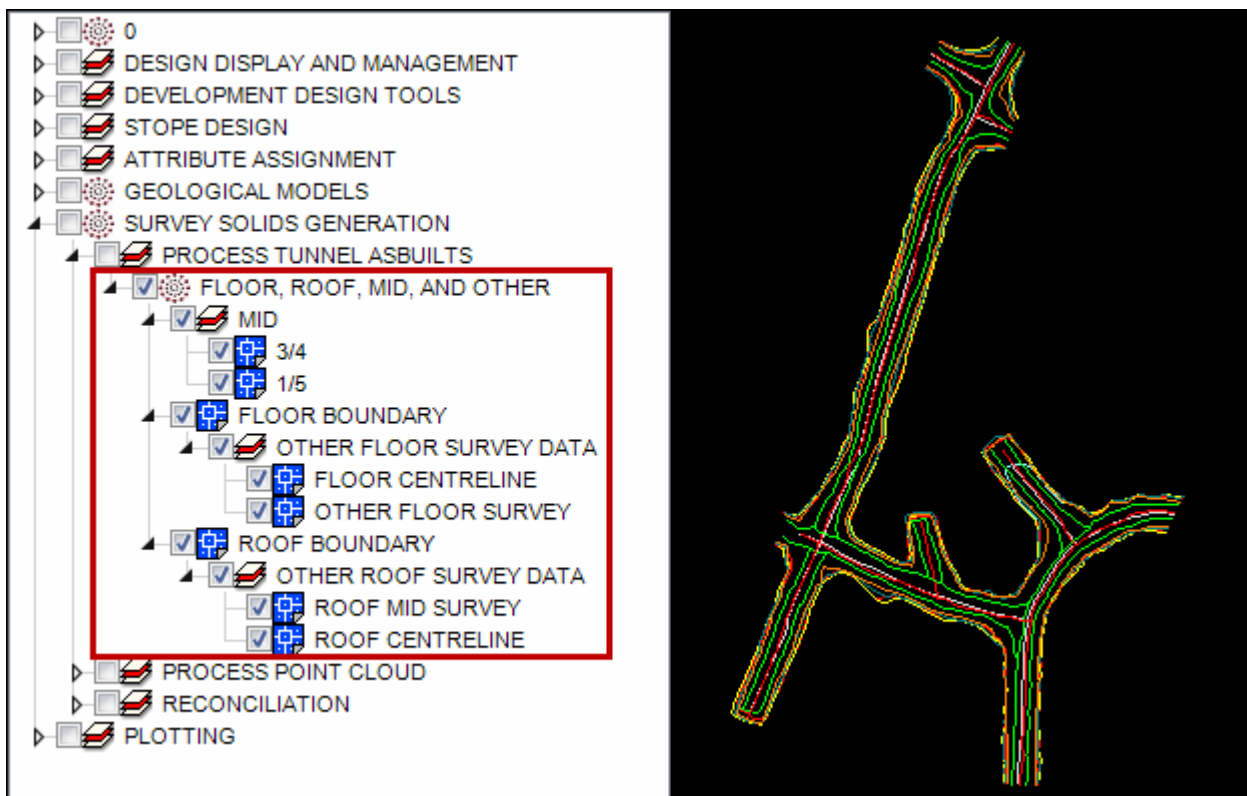 0
DESIGN DISPLAY AND MANAGEMENT
DEVELOPMENT DESIGN TOOLS
STOPE DESIGN
ATTRIBUTE ASSIGNMENT
GEOLOGICAL MODELS
SURVEY SOLIDS GENERATION
PROCESS TUNNEL ASBUILTS
FLOOR, ROOF, MID, AND OTHER
MID
3/4
1/5
FLOOR BOUNDARY
OTHER FLOOR SURVEY DATA
FLOOR CENTRELINE
OTHER FLOOR SURVEY
ROOF BOUNDARY
OTHER ROOF SURVEY DATA
ROOF MID SURVEY
ROOF CENTRELINE
PROCESS POINT CLOUD
RECONCILIATION
PLOTTING